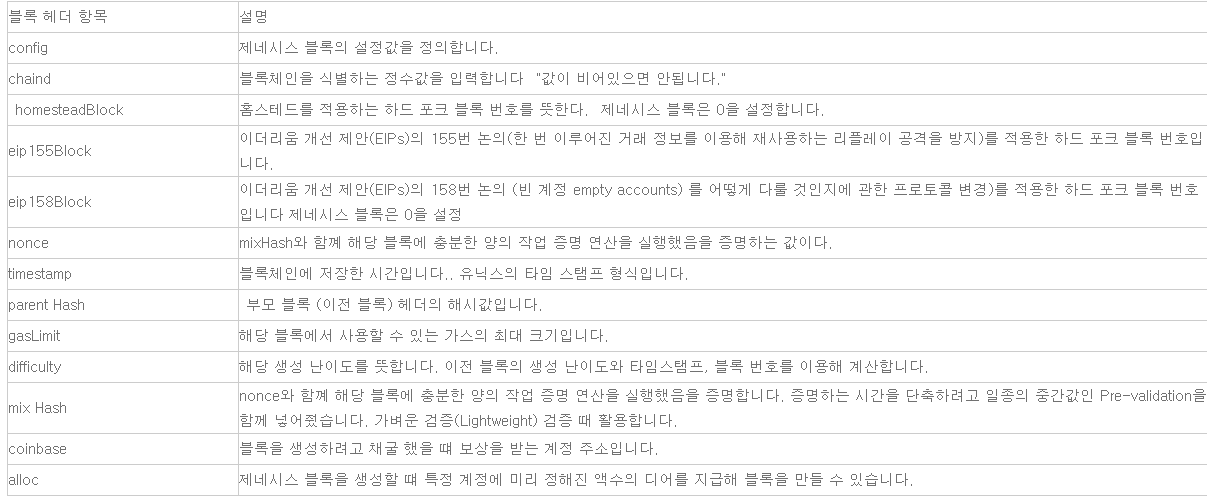 블록 헤더 항목 설명
config 제네시스 블록의 설정값을 정의합니다.
chaind 블록체인을 식별하는 정수값을 입력합니다 "값이 비어있으면 안됩니다."
homesteadBlock 홈스테드를 적용하는 하드 포크 블록 번호를 뜻한다. 제네시스 블록은 0을 설정합니다.
eip155Block 이더리움 개선 제안(EIPs)의 155번 논의(한 번 이루어진 거래 정보를 이용해 재사용하는 리플레이 공격을 방지)를 적용한 하드 포크 블록 번호입
니다.
eip158Block 이더리움 개선 제안(EIPs)의 158번 논의 (빈 계정 empty accounts) 를 어떻게 다룰 것인지에 관한 프로토콜 변경)를 적용한 하드 포크 블록 번호
입니다 제네시스 블록은 0을 설정
nonce mixHash와 함꼐 해당 블록에 충분한 양의 작업 증명 연산을 실행했음을 증명하는 값이다.
timestamp 블록체인에 저장한 시간입니다.. 유닉스의 타임 스탬프 형식입니다.
parent Hash 부모 블록 (이전 블록) 헤더의 해시값입니다.
gasLimit 해당 블록에서 사용할 수 있는 가스의 최대 크기입니다.
difficulty 해당 생성 난이도를 뜻합니다. 이전 블록의 생성 난이도와 타임스탬프, 블록 번호를 이용해 계산합니다.
mix Hash nonce와 함꼐 해당 블록에 충분한 양의 작업 증명 연산을 실행했음을 증명합니다. 증명하는 시간을 단축하려고 일종의 중간값인 Pre-validation을
함께 넣어줬습니다. 가벼운 검증(Lightweight) 검증 때 활용합니다.
coinbase 블록을 생성하려고 채굴 했을 떄 보상을 받는 계정 주소입니다.
alloc 제네시스 블록을 생성할 떄 특정 계정에 미리 정해진 액수의 디어를 지급해 블록을 만들 수 있습니다.